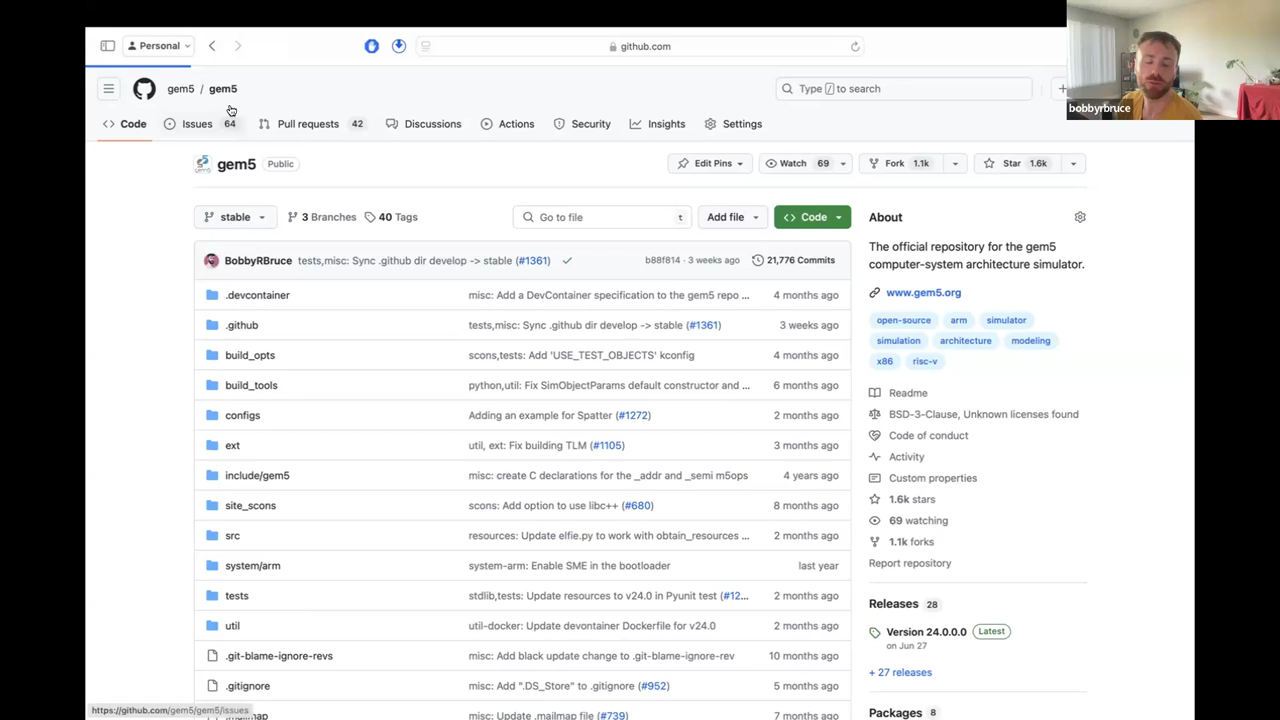 Personal
github.com
gem5 / gem5
Type / to search
bobbyrbruce
Code
Issues 64
Pull requests 42
Discussions
Actions
Security
Insights
Settings
gem5 Public
Edit Pins
Watch 69
Fork 1.1k
Star 1.6k
stable
3 Branches
40 Tags
Go to file t
Add file
Code
BobbyRBruce tests,misc: Sync .github dir develop -> stable (#1361) b88f814 · 3 weeks ago 21,776 Commits
.devcontainer misc: Add a DevContainer specification to the gem5 repo ... 4 months ago
.github tests,misc: Sync .github dir develop -> stable (#1361) 3 weeks ago
build_opts scons,tests: Add 'USE_TEST_OBJECTS' kconfig 4 months ago
build_tools python,util: Fix SimObjectParams default constructor and ... 6 months ago
configs Adding an example for Spatter (#1272) 2 months ago
ext util, ext: Fix building TLM (#1105) 3 months ago
include/gem5 misc: create C declarations for the _addr and _semi m5ops 4 years ago
site_scons scons: Add option to use libc++ (#680) 8 months ago
src resources: Update elfie.py to work with obtain_resources ... 2 months ago
system/arm system-arm: Enable SME in the bootloader last year
tests stdlib,tests: Update resources to v24.0 in Pyunit test (#12... 2 months ago
util util-docker: Update devontainer Dockerfile for v24.0 2 months ago
.git-blame-ignore-revs misc: Add black update change to .git-blame-ignore-rev 10 months ago
.gitignore misc: Add ".DS_Store" to .gitignore (#952) 5 months ago
.mailmap misc: Update .mailmap file (#739) 7 months ago
About
The official repository for the gem5
computer-system architecture simulator.
www.gem5.org
open-source arm simulator
simulation architecture modeling
x86 risc-v
Readme
BSD-3-Clause, Unknown licenses found
Code of conduct
Activity
Custom properties
1.6k stars
69 watching
1.1k forks
Report repository
Releases 28
Version 24.0.0.0 Latest
on Jun 27
+ 27 releases
Packages 8
https://github.com/gem5/gem5/issues